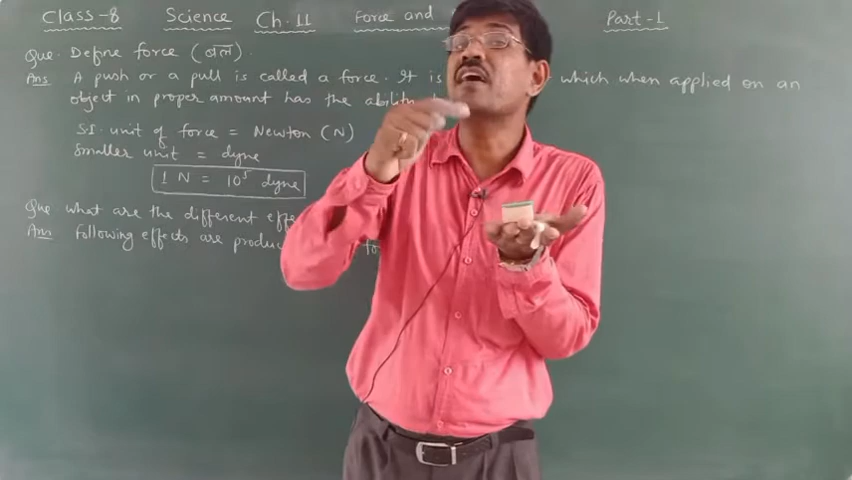 Class-8 Science Ch. 11 Force and Part-1
Que. Define force (बल).
Ans A push or a pull is called a force. It is which when applied on an
object in proper amount has the ability
S.I. unit of force = Newton (N)
Smaller unit = dyne
1 N = 10⁵ dyne
Que what are the different
Ans Following effects are